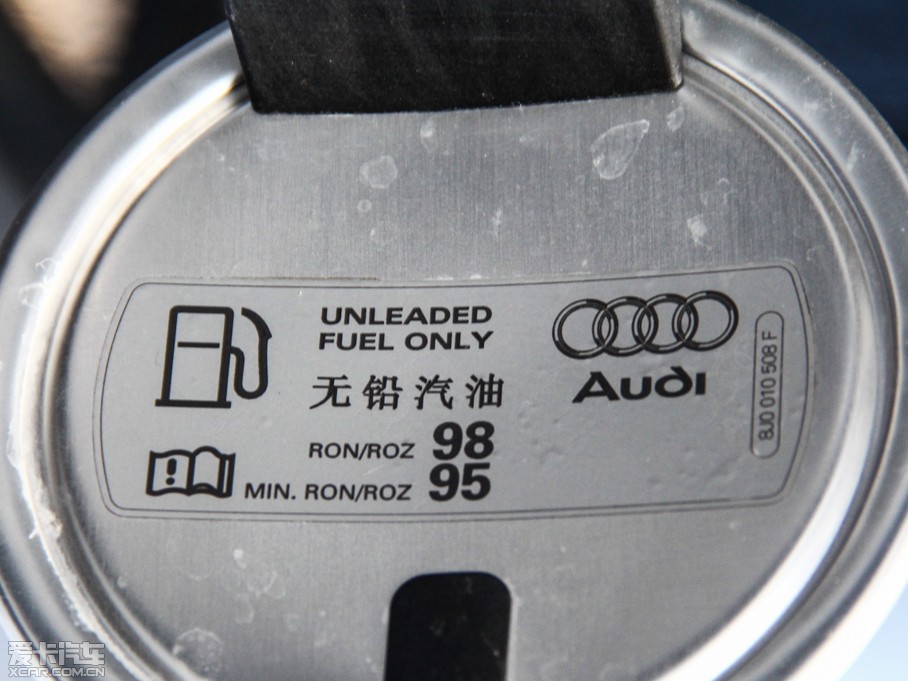 UNLEADED
FUEL ONLY
无铅汽油
RON/ROZ 98
MIN. RON/ROZ 95
Audi
8J0 010 508 F
爱卡汽车
XCAR.COM.CN